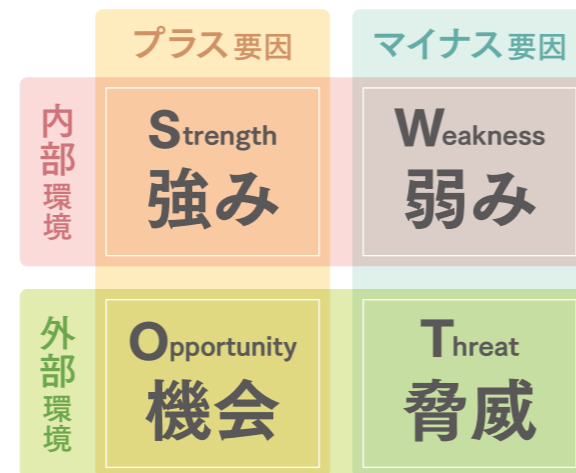 プラス要因
マイナス要因
内部環境
Strength
強み
Weakness
弱み
外部環境
Opportunity
機会
Threat
脅威